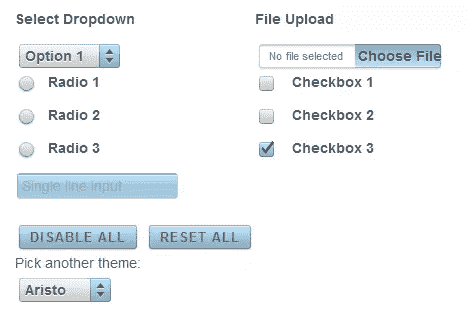 Select Dropdown
File Upload
Option 1
No file selected
Choose File
Radio 1
Checkbox 1
Radio 2
Checkbox 2
Radio 3
Checkbox 3
Single line input
DISABLE ALL
RESET ALL
Pick another theme:
Aristo